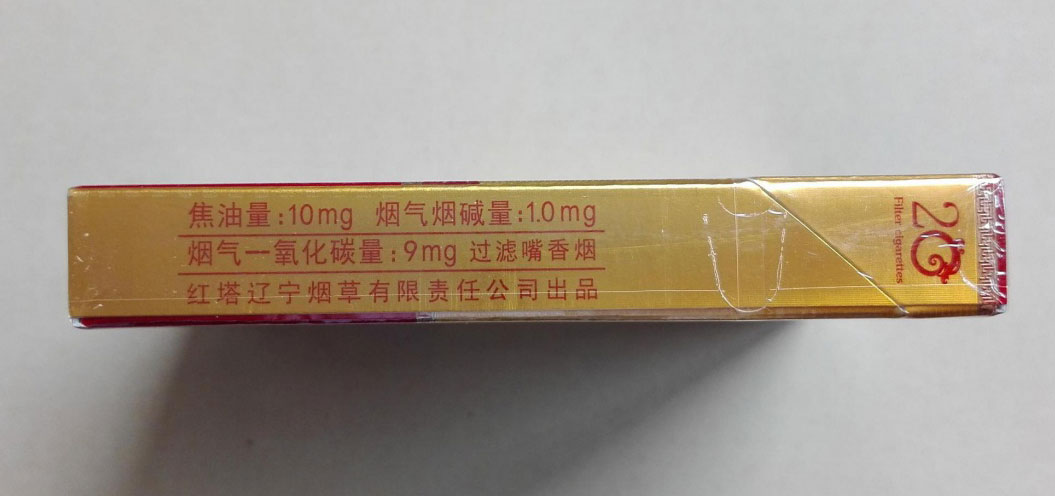 焦油量:10mg 烟气烟碱量:1.0mg
烟气一氧化碳量:9mg 过滤嘴香烟
红塔辽宁烟草有限责任公司出品
20
Filter cigarettes